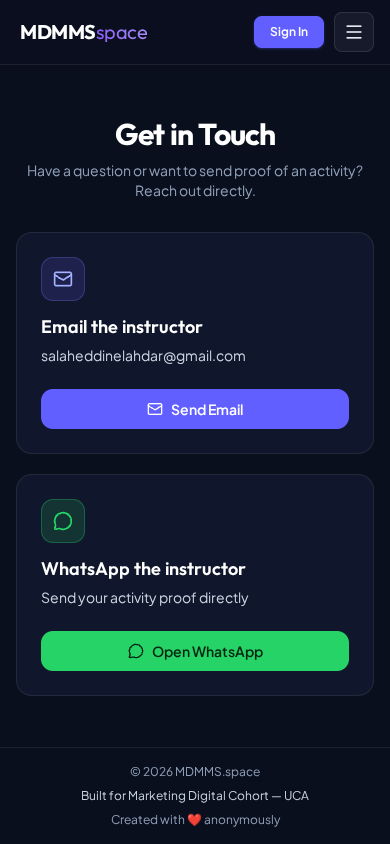 MDMMSspace
Sign In
Get in Touch
Have a question or want to send proof of an activity?
Reach out directly.
Email the instructor
salaheddinelahdar@gmail.com
Send Email
WhatsApp the instructor
Send your activity proof directly
Open WhatsApp
© 2026 MDMMS.space
Built for Marketing Digital Cohort — UCA
Created with ❤️ anonymously